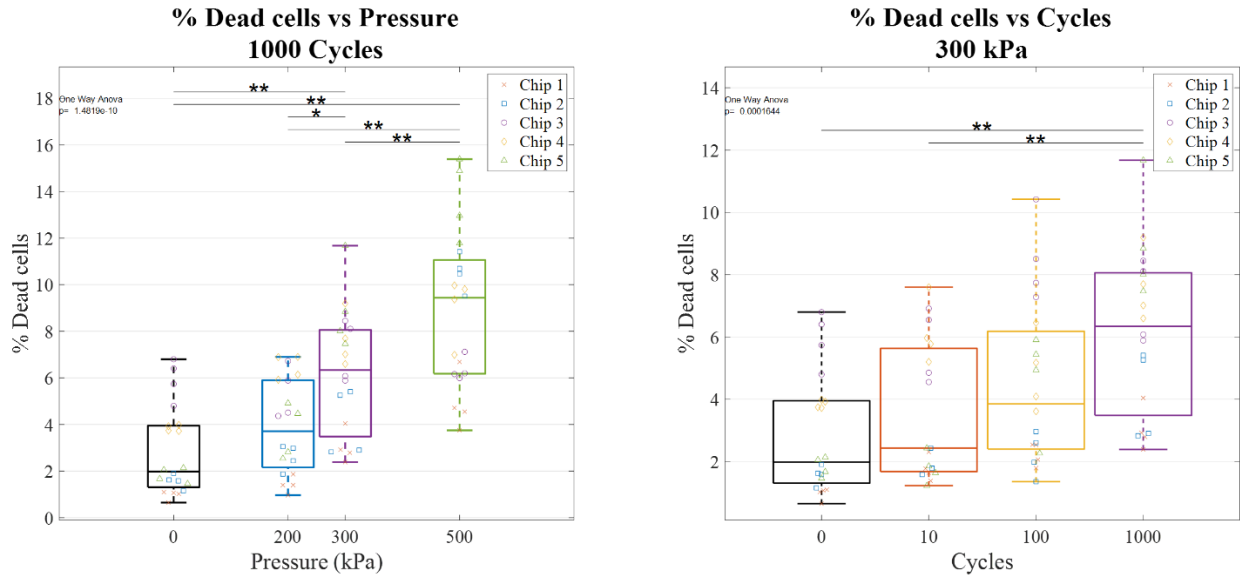 % Dead cells vs Pressure
1000 Cycles
One Way Anova
p= 1.4819e-10
**
**
*
**
**
Chip 1
Chip 2
Chip 3
Chip 4
Chip 5
18
16
14
12
10
8
6
4
2
0
% Dead cells
0 200 300 500
Pressure (kPa)
% Dead cells vs Cycles
300 kPa
One Way Anova
p= 0.0001644
**
**
Chip 1
Chip 2
Chip 3
Chip 4
Chip 5
14
12
10
8
6
4
2
% Dead cells
0 10 100 1000
Cycles